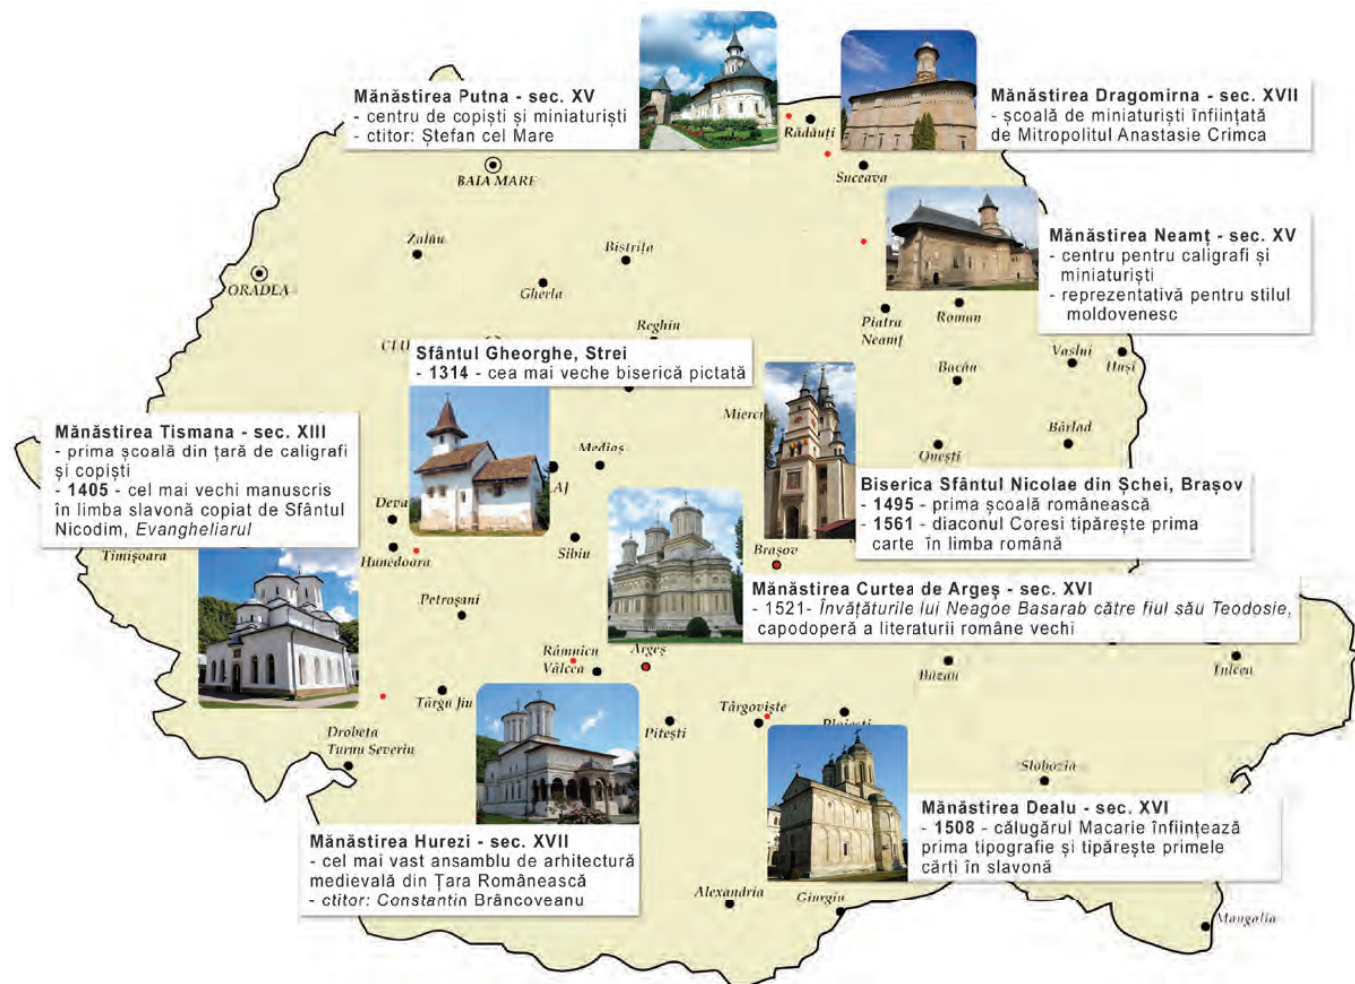 Mănăstirea Putna - sec. XV
- centru de copiști și miniaturiști
- ctitor: Ștefan cel Mare
Mănăstirea Dragomirna - sec. XVII
- școală de miniaturiști înființată
de Mitropolitul Anastasie Crimca
Rădăuți
Suceava
BAIA MARE
Mănăstirea Neamț - sec. XV
- centru pentru caligrafi și
miniaturiști
- reprezentativă pentru stilul
moldovenesc
Zalău
Bistrița
ORADEA
Gherla
Reghin
Piatra
Neamț
Roman
Vaslui
Huși
Bacău
Sfântul Gheorghe, Strei
- 1314 - cea mai veche biserică pictată
Mierc
Mănăstirea Tismana - sec. XIII
- prima școală din țară de caligrafi
și copiști
- 1405 - cel mai vechi manuscris
în limba slavonă copiat de Sfântul
Nicodim, Evangheliarul
Mediaș
Bârlad
Onești
Deva
Biserica Sfântul Nicolae din Șchei, Brașov
- 1495 - prima școală românească
- 1561 - diaconul Coresi tipărește prima
carte în limba română
Timișoara
Hunedoara
Sibiu
Brașov
Petroșani
Mănăstirea Curtea de Argeș - sec. XVI
- 1521- Învățăturile lui Neagoe Basarab către fiul său Teodosie,
capodoperă a literaturii române vechi
Râmnicu
Vâlcea
Argeș
Buzău
Tulcea
Târgu Jiu
Pitești
Târgoviște
Ploiești
Drobeta
Turnu Severin
Slobozia
Mănăstirea Hurezi - sec. XVII
- cel mai vast ansamblu de arhitectură
medievală din Țara Românească
- ctitor: Constantin Brâncoveanu
Mănăstirea Dealu - sec. XVI
- 1508 - călugărul Macarie înființează
prima tipografie și tipărește primele
cărți în slavonă
Alexandria
Giurgiu
Mangalia